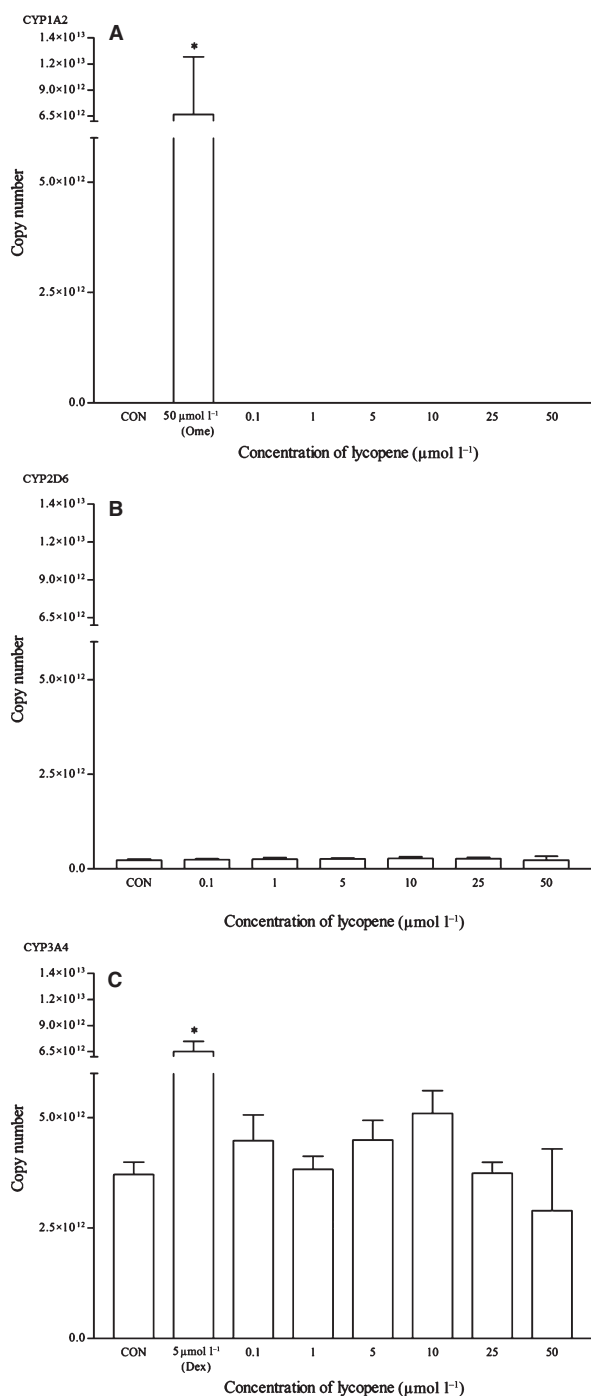 CYP1A2
A
1.4×10¹³
1.2×10¹³
9.0×10¹²
6.5×10¹²
5.0×10¹²
2.5×10¹²
0.0
Copy number
*
CON 50 µmol l⁻¹ (Ome) 0.1 1 5 10 25 50
Concentration of lycopene (µmol l⁻¹)
CYP2D6
B
1.4×10¹³
1.2×10¹³
9.0×10¹²
6.5×10¹²
5.0×10¹²
2.5×10¹²
0.0
Copy number
CON 0.1 1 5 10 25 50
Concentration of lycopene (µmol l⁻¹)
CYP3A4
C
1.4×10¹³
1.2×10¹³
9.0×10¹²
6.5×10¹²
5.0×10¹²
2.5×10¹²
0.0
Copy number
*
CON 5 µmol l⁻¹ (Dex) 0.1 1 5 10 25 50
Concentration of lycopene (µmol l⁻¹)